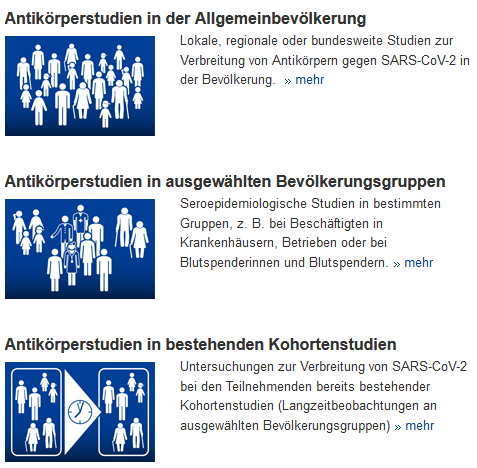 Antikörperstudien in der Allgemeinbevölkerung
Lokale, regionale oder bundesweite Studien zur
Verbreitung von Antikörpern gegen SARS-CoV-2 in
der Bevölkerung. » mehr
Antikörperstudien in ausgewählten Bevölkerungsgruppen
Seroepidemiologische Studien in bestimmten
Gruppen, z. B. bei Beschäftigten in
Krankenhäusern, Betrieben oder bei
Blutspenderinnen und Blutspendern. » mehr
Antikörperstudien in bestehenden Kohortenstudien
Untersuchungen zur Verbreitung von SARS-CoV-2
bei den Teilnehmenden bereits bestehender
Kohortenstudien (Langzeitbeobachtungen an
ausgewählten Bevölkerungsgruppen) » mehr